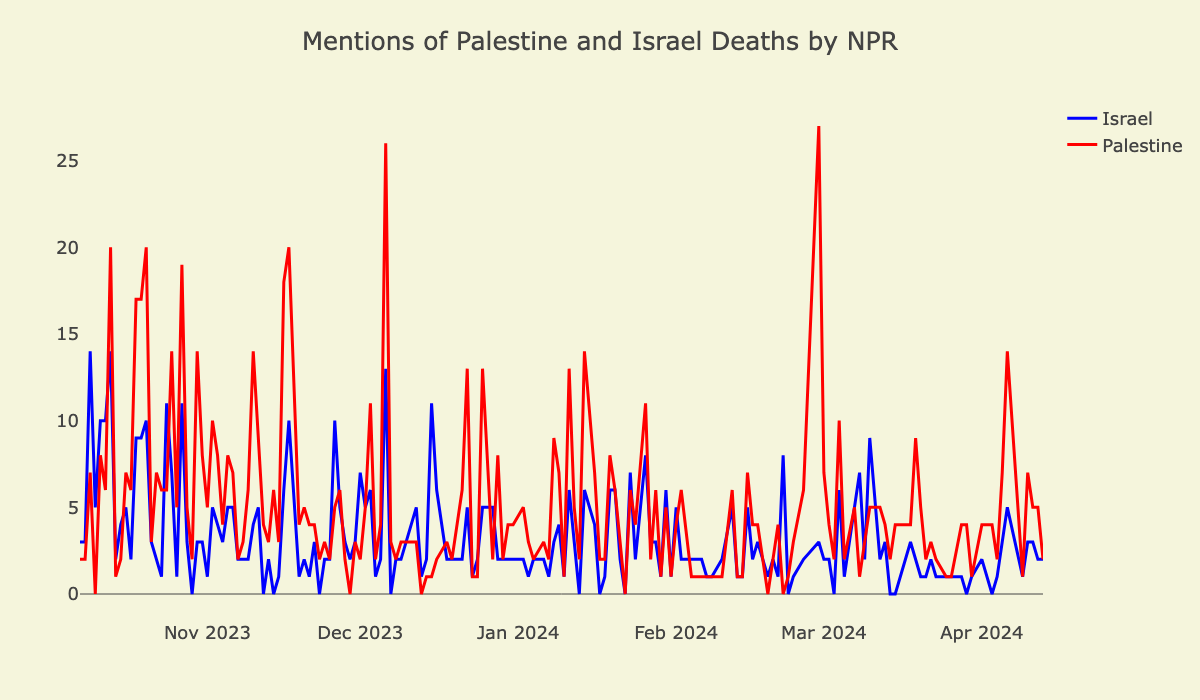 Mentions of Palestine and Israel Deaths by NPR
Israel
Palestine
25
20
15
10
5
0
Nov 2023
Dec 2023
Jan 2024
Feb 2024
Mar 2024
Apr 2024